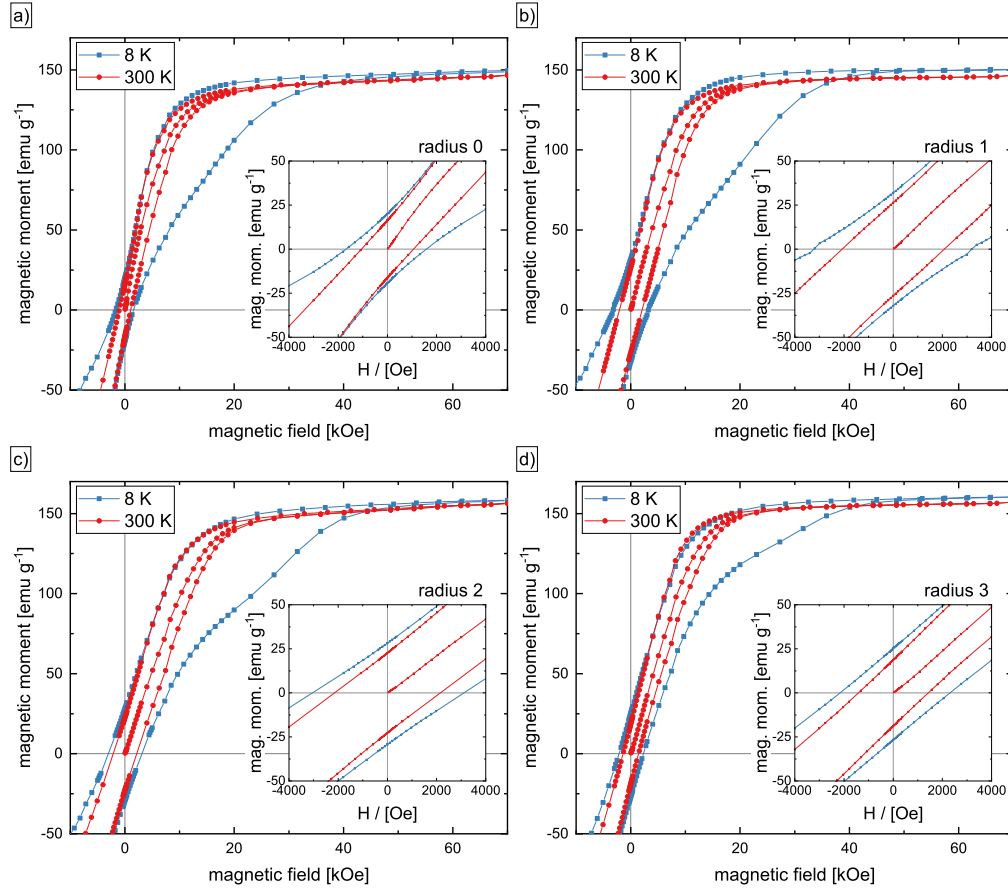 a)
8 K
300 K
magnetic moment [emu g-1]
150
100
50
0
-50
0
20
40
60
magnetic field [kOe]
radius 0
mag. mom. [emu g-1]
50
25
0
-25
-50
-4000
-2000
0
2000
4000
H / [Oe]
b)
8 K
300 K
magnetic moment [emu g-1]
150
100
50
0
-50
0
20
40
60
magnetic field [kOe]
radius 1
mag. mom. [emu g-1]
50
25
0
-25
-50
-4000
-2000
0
2000
4000
H / [Oe]
c)
8 K
300 K
magnetic moment [emu g-1]
150
100
50
0
-50
0
20
40
60
magnetic field [kOe]
radius 2
mag. mom. [emu g-1]
50
25
0
-25
-50
-4000
-2000
0
2000
4000
H / [Oe]
d)
8 K
300 K
magnetic moment [emu g-1]
150
100
50
0
-50
0
20
40
60
magnetic field [kOe]
radius 3
mag. mom. [emu g-1]
50
25
0
-25
-50
-4000
-2000
0
2000
4000
H / [Oe]